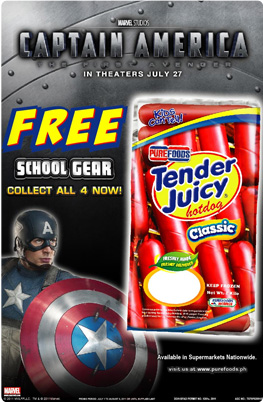 MARVEL STUDIOS
CAPTAIN AMERICA
THE FIRST AVENGER
IN THEATERS JULY 27
FREE
SCHOOL GEAR
COLLECT ALL 4 NOW!
PUREFOODS
Tender
Juicy
hotdog
Classic
KEEP FROZEN
PUREFOODS
Available in Supermarkets Nationwide.
visit us at www.purefoods.ph
MARVEL